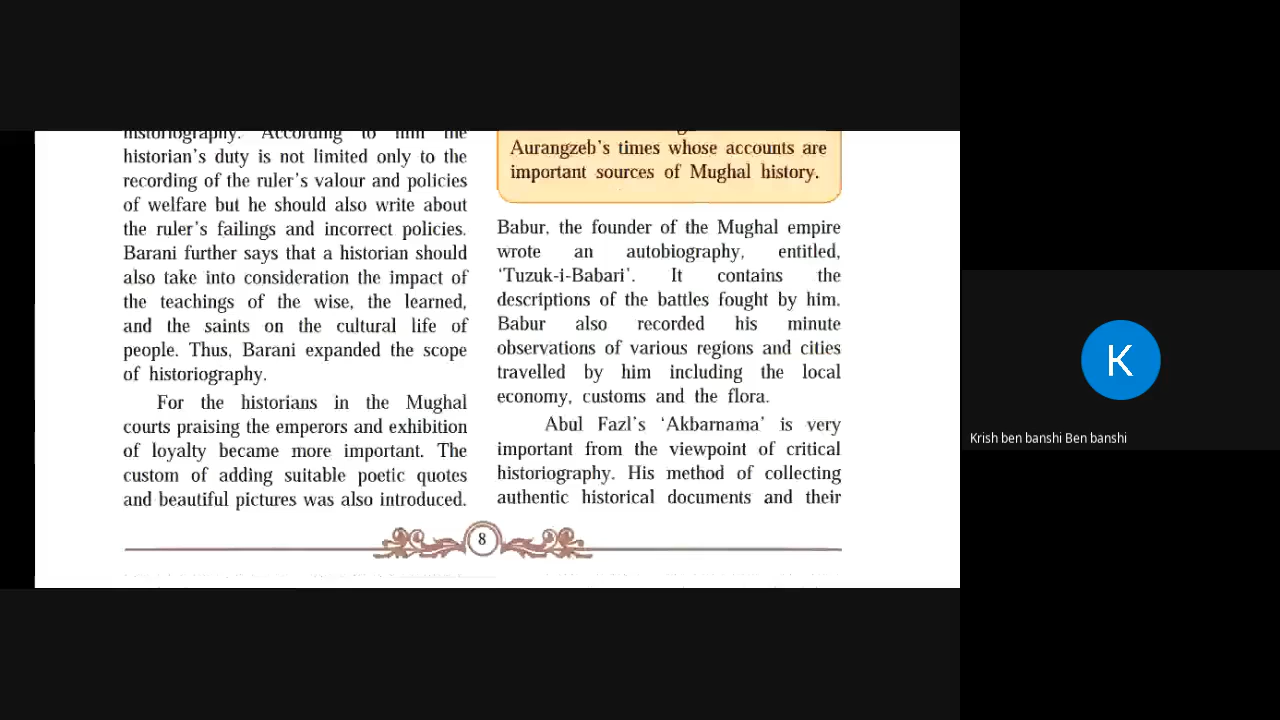 historiography. According to him the
historian's duty is not limited only to the
recording of the ruler's valour and policies
of welfare but he should also write about
the ruler's failings and incorrect policies.
Barani further says that a historian should
also take into consideration the impact of
the teachings of the wise, the learned,
and the saints on the cultural life of
people. Thus, Barani expanded the scope
of historiography.
For the historians in the Mughal
courts praising the emperors and exhibition
of loyalty became more important. The
custom of adding suitable poetic quotes
and beautiful pictures was also introduced.
Aurangzeb's times whose accounts are
important sources of Mughal history.
Babur, the founder of the Mughal empire
wrote an autobiography, entitled,
'Tuzuk-i-Babari'. It contains the
descriptions of the battles fought by him.
Babur also recorded his minute
observations of various regions and cities
travelled by him including the local
economy, customs and the flora.
Abul Fazl's 'Akbarnama' is very
important from the viewpoint of critical
historiography. His method of collecting
authentic historical documents and their
8
K
Krish ben banshi Ben banshi